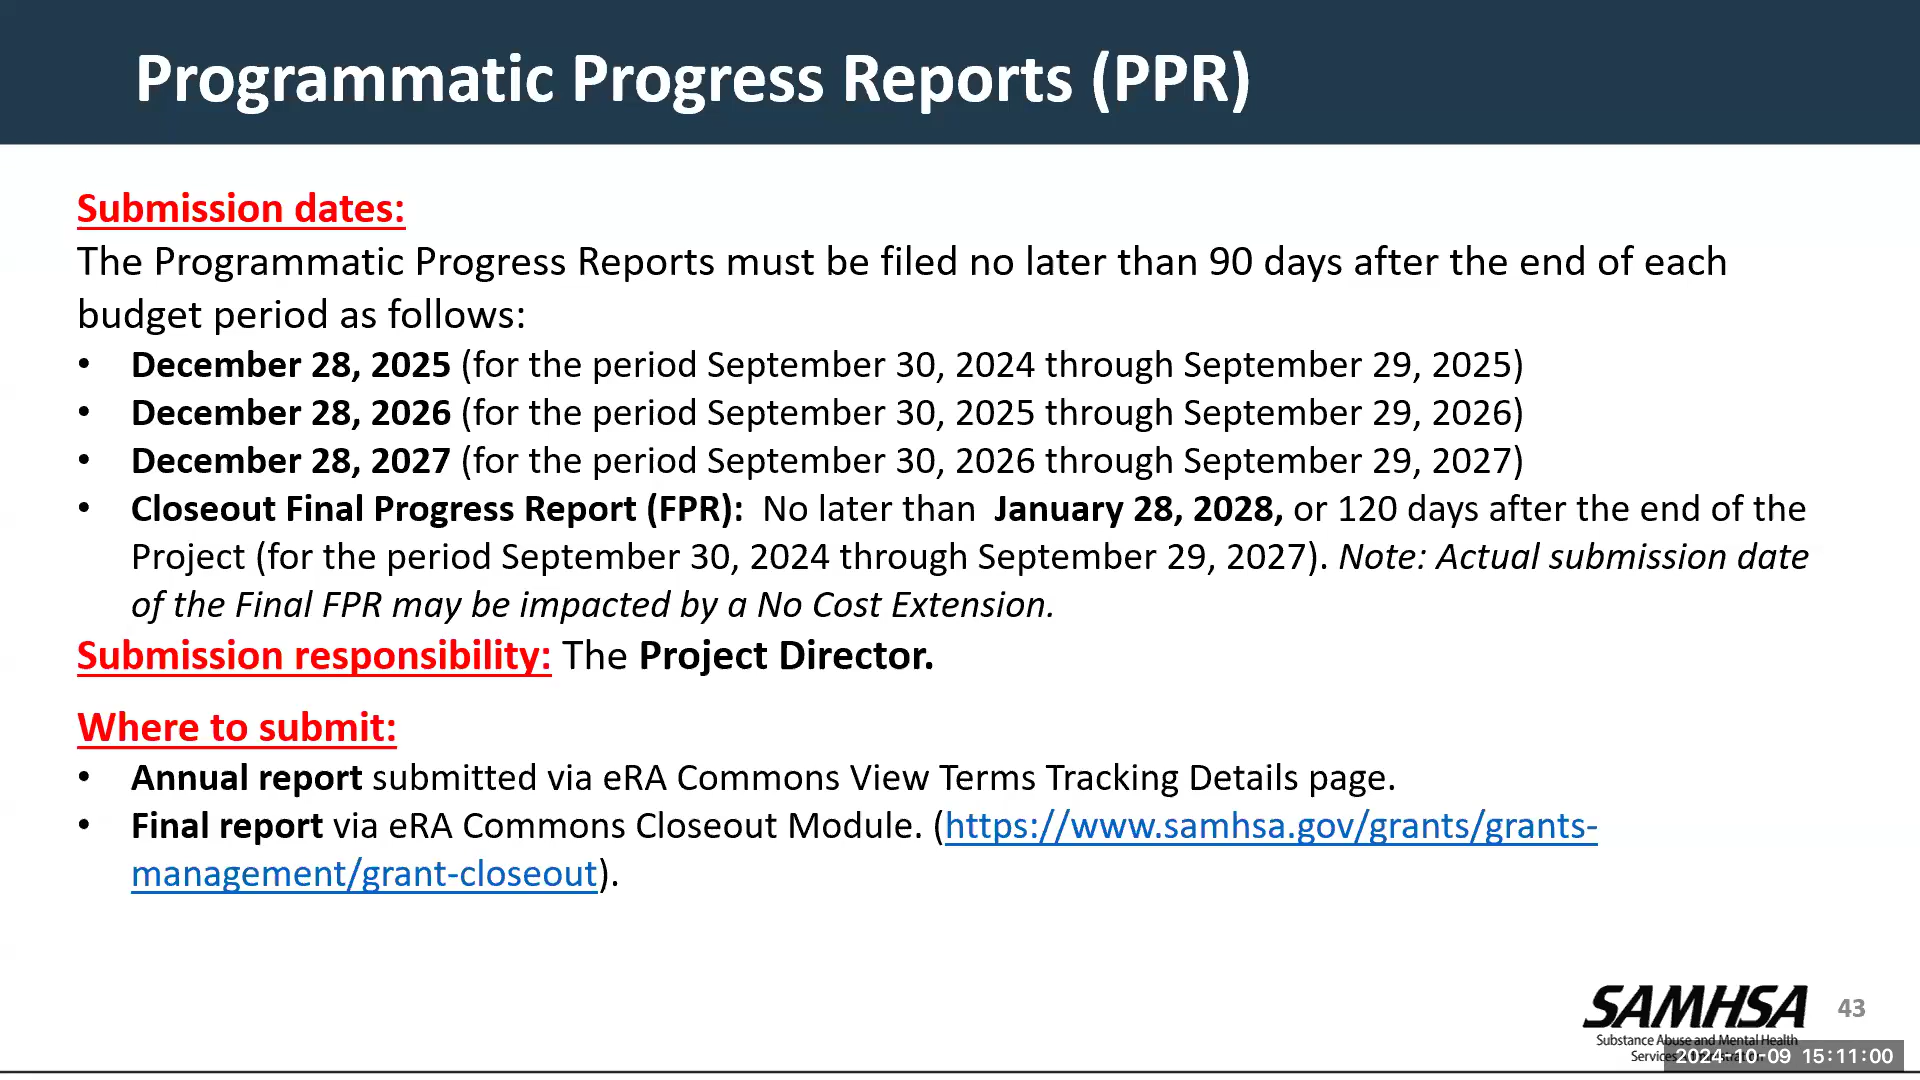 Programmatic Progress Reports (PPR)
Submission dates:
The Programmatic Progress Reports must be filed no later than 90 days after the end of each
budget period as follows:
• December 28, 2025 (for the period September 30, 2024 through September 29, 2025)
• December 28, 2026 (for the period September 30, 2025 through September 29, 2026)
• December 28, 2027 (for the period September 30, 2026 through September 29, 2027)
• Closeout Final Progress Report (FPR): No later than January 28, 2028, or 120 days after the end of the
Project (for the period September 30, 2024 through September 29, 2027). Note: Actual submission date
of the Final FPR may be impacted by a No Cost Extension.
Submission responsibility: The Project Director.
Where to submit:
• Annual report submitted via eRA Commons View Terms Tracking Details page.
• Final report via eRA Commons Closeout Module. (https://www.samhsa.gov/grants/grants-
management/grant-closeout).
SAMHSA
43
Substance Abuse and Mental Health
2024-10-09 15:11:00